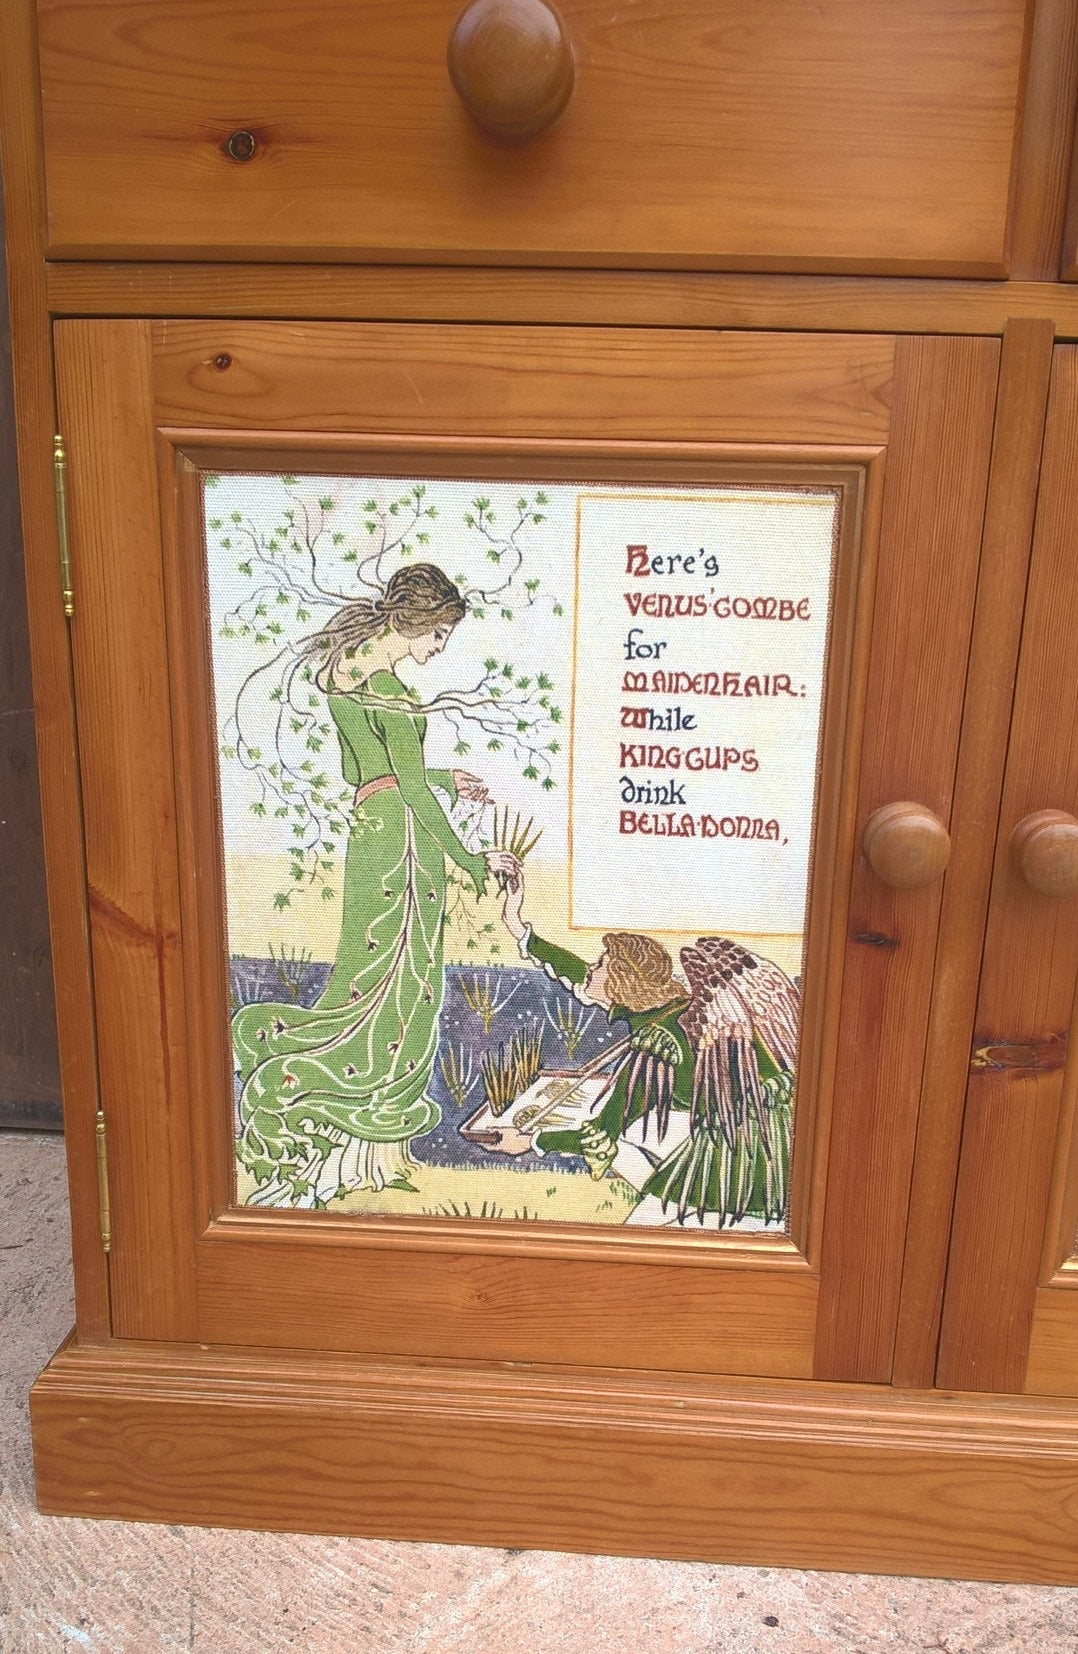 Here's
VENUS' COMBE
for
MAIDENHAIR:
While
KINGCUPS
drink
BELLA-DONNA,